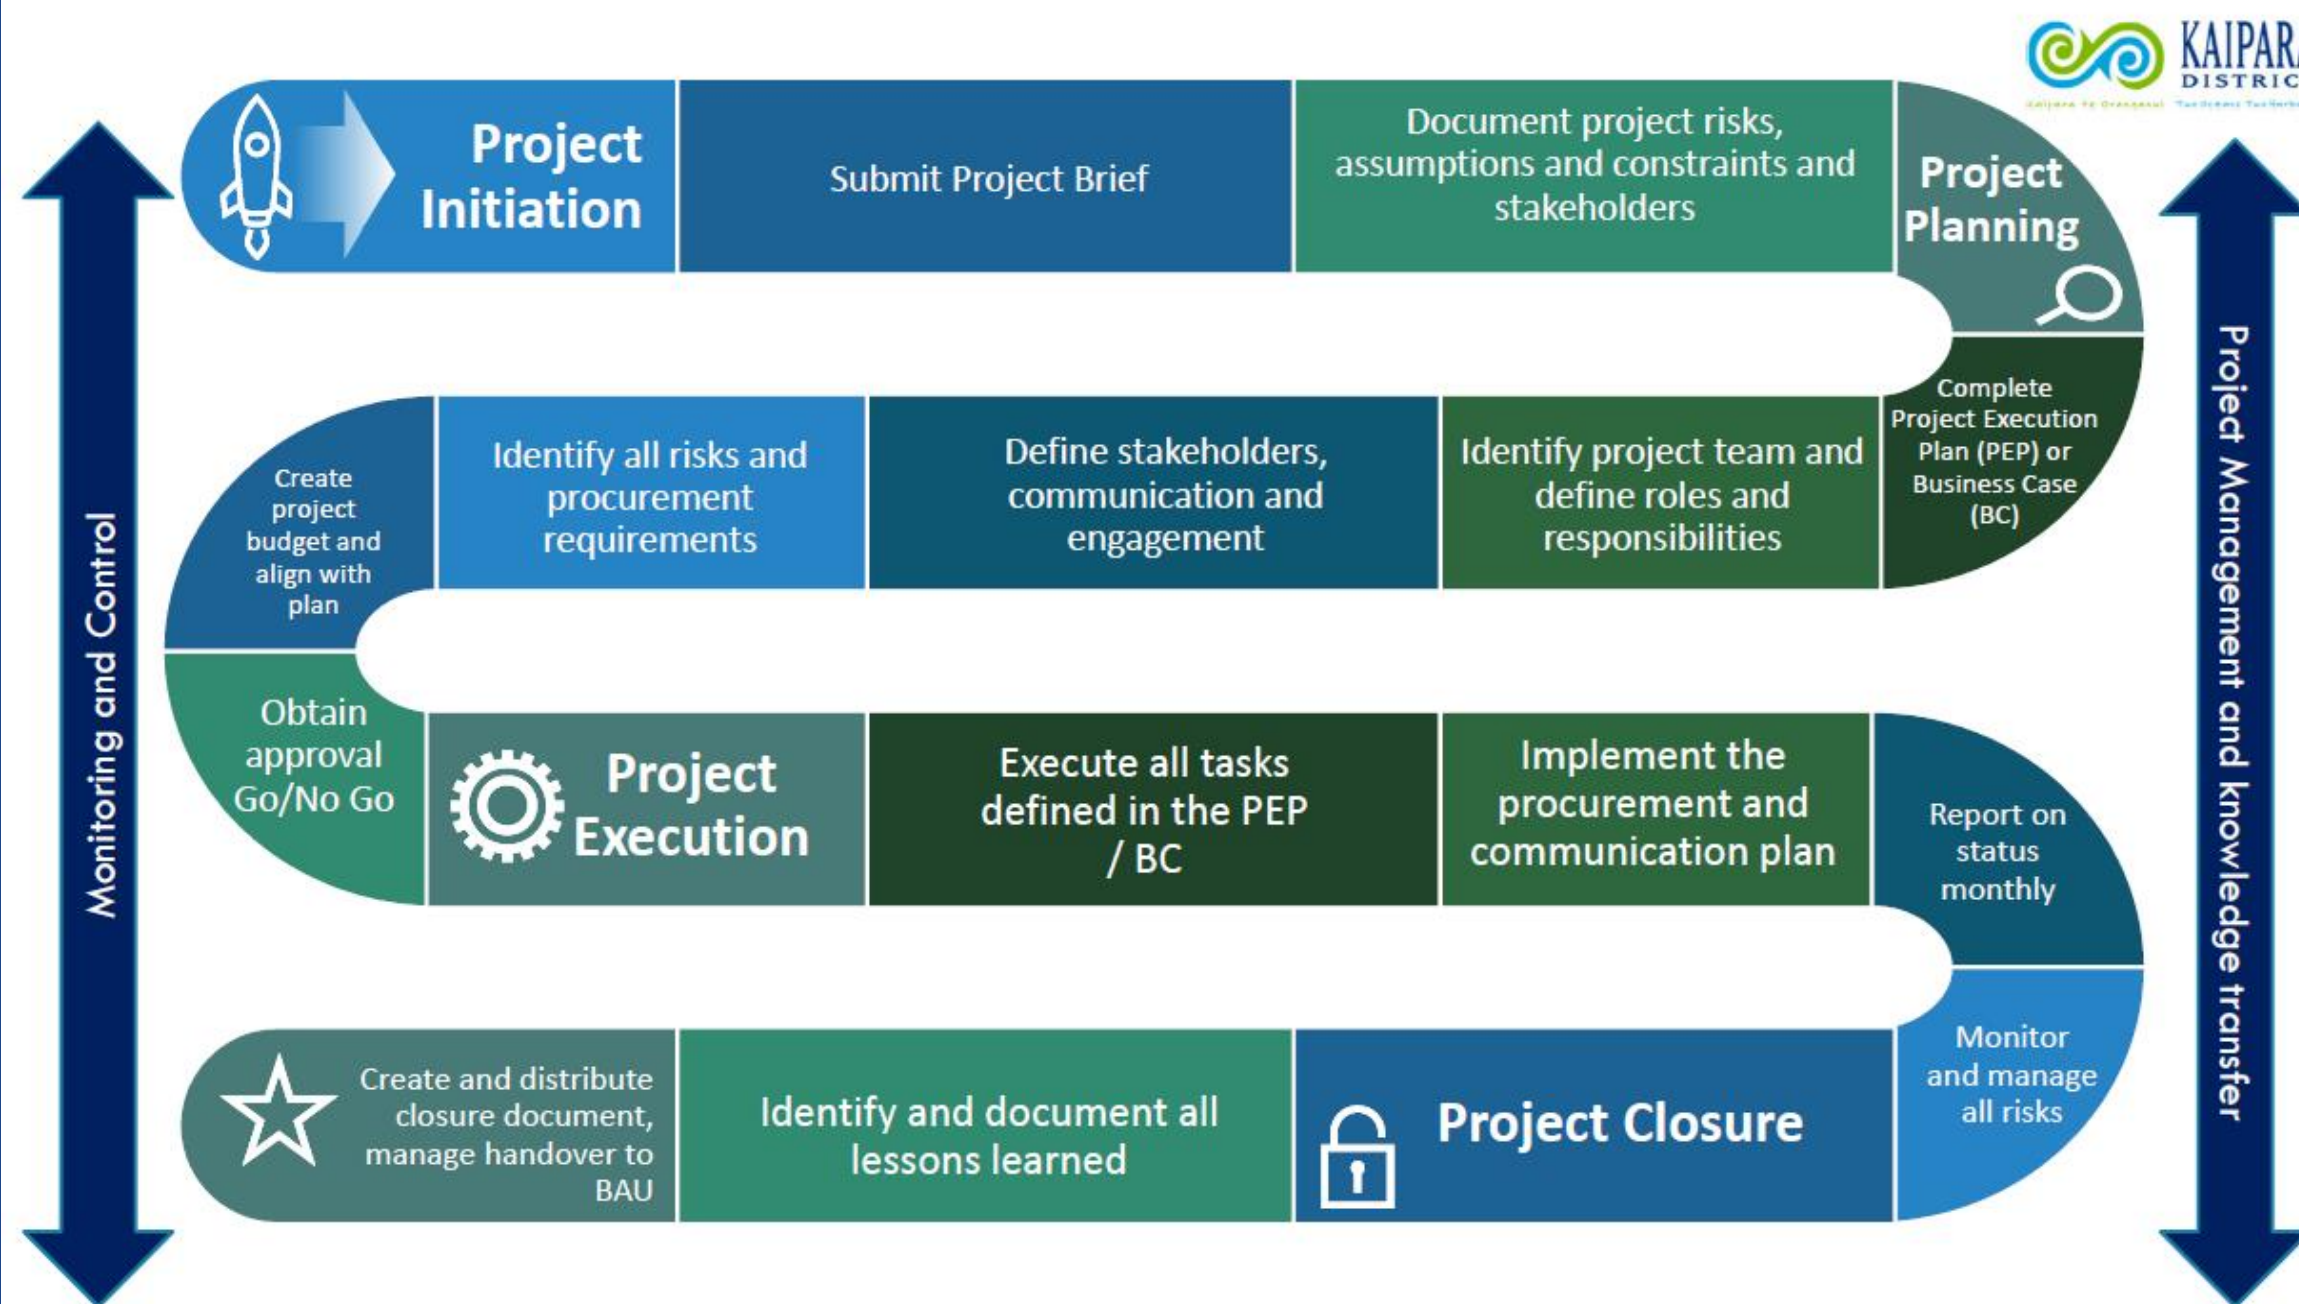 KAIPARA
DISTRIC
Project
Initiation
Submit Project Brief
Document project risks,
assumptions and constraints and
stakeholders
Project
Planning
Complete
Project Execution
Plan (PEP) or
Business Case
(BC)
Identify project team and
define roles and
responsibilities
Define stakeholders,
communication and
engagement
Identify all risks and
procurement
requirements
Create
project
budget and
align with
plan
Obtain
approval
Go/No Go
Project
Execution
Execute all tasks
defined in the PEP
/ BC
Implement the
procurement and
communication plan
Report on
status
monthly
Monitor
and manage
all risks
Project Closure
Identify and document all
lessons learned
Create and distribute
closure document,
manage handover to
BAU
Monitoring and Control
Project Management and knowledge transfer